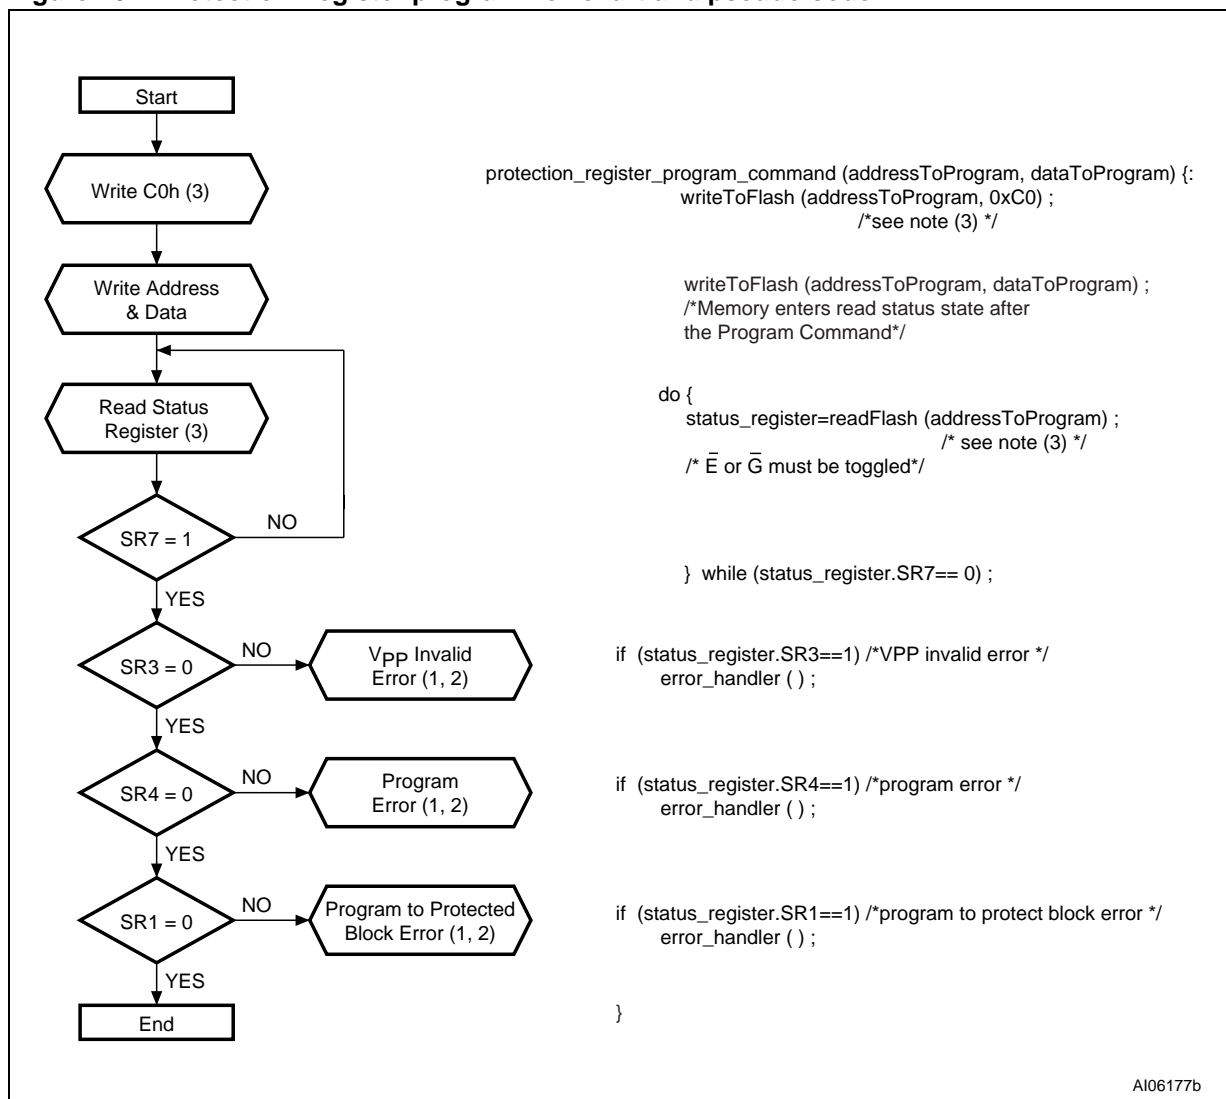 Start
Write C0h (3)
protection_register_program_command (addressToProgram, dataToProgram) {:
writeToFlash (addressToProgram, 0xC0) ;
/*see note (3) */
Write Address
& Data
writeToFlash (addressToProgram, dataToProgram) ;
/*Memory enters read status state after
the Program Command*/
Read Status
Register (3)
do {
status_register=readFlash (addressToProgram) ;
/* see note (3) */
/* E̅ or G̅ must be toggled*/
SR7 = 1
NO
YES
} while (status_register.SR7== 0) ;
SR3 = 0
NO
YES
VPP Invalid
Error (1, 2)
if (status_register.SR3==1) /*VPP invalid error */
error_handler ( ) ;
SR4 = 0
NO
YES
Program
Error (1, 2)
if (status_register.SR4==1) /*program error */
error_handler ( ) ;
SR1 = 0
NO
YES
Program to Protected
Block Error (1, 2)
if (status_register.SR1==1) /*program to protect block error */
error_handler ( ) ;
End
}
AI06177b